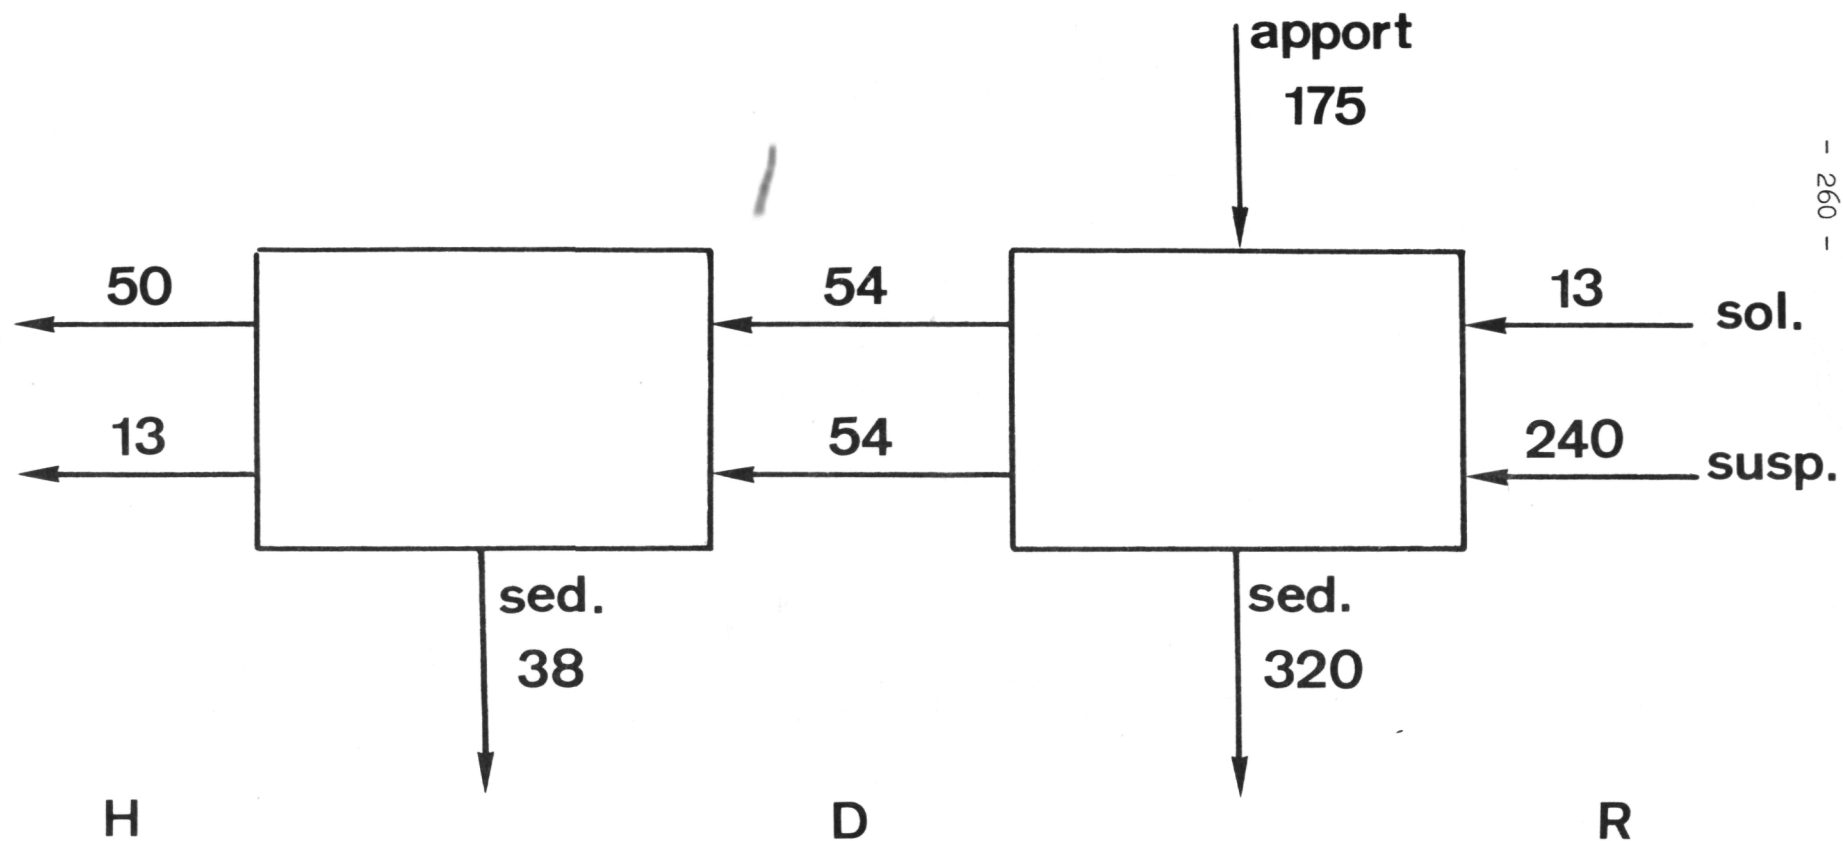 apport
175
- 260 -
50
54
13
sol.
13
54
240
susp.
sed.
sed.
38
320
H
D
R